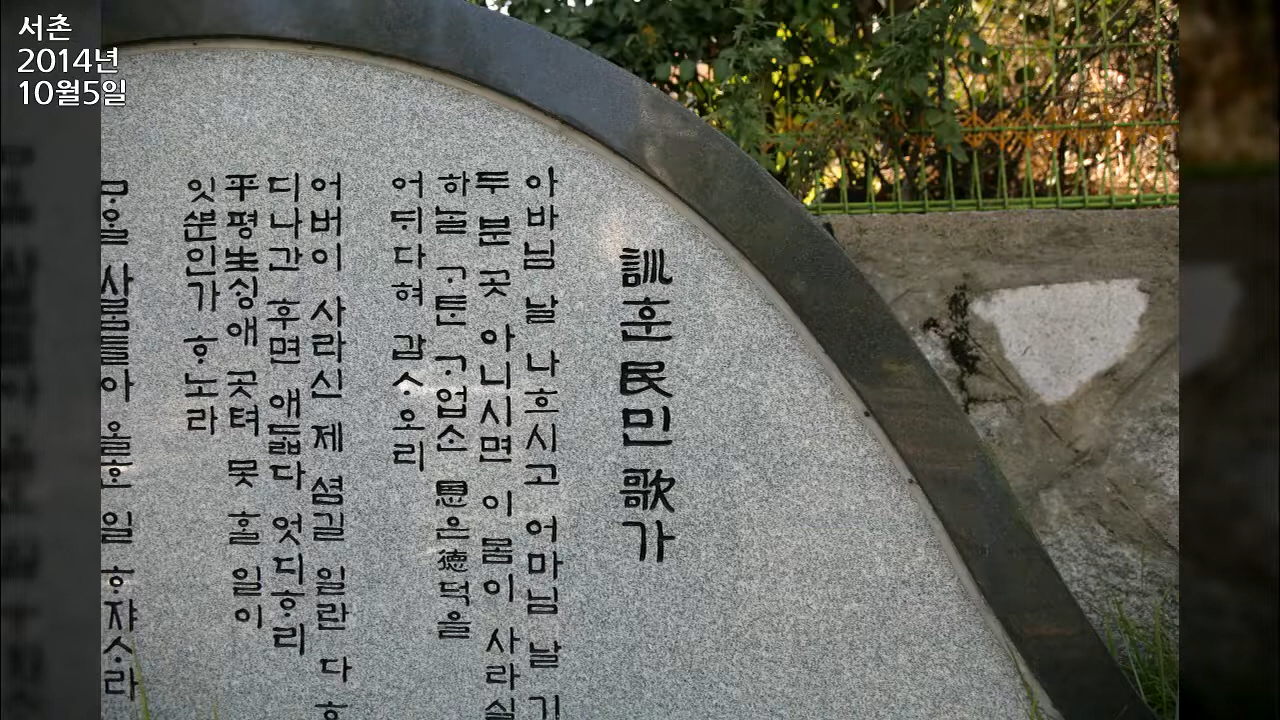 서촌
2014년
10월5일
訓훈民민歌가
아바님 날 나흐시고 어마님 날 기
두 분 곳 아니시면 이 몸이 사라실
하ᄂᆞᆯ ᄀᆞᄐᆞᆫ ᄀᆞ업ᄉᆞᆫ 恩은德덕을
어ᄃᆡ다혀 갑ᄉᆞ오리
어버이 사라신 제 셤길 일란 다 ᄒᆞ
디나간 후면 애ᄃᆞᆲ다 엇디ᄒᆞ리
平평生ᄉᆡᆼ애 곳텨 못 ᄒᆞᆯ 일이
잇ᄲᅮᆫ인가 ᄒᆞ노라
ᄆᆞᄋᆞᆯ 사ᄅᆞᆷᄃᆞᆯ아 올ᄒᆞᆫ 일 ᄒᆞ쟈ᄉᆞ라